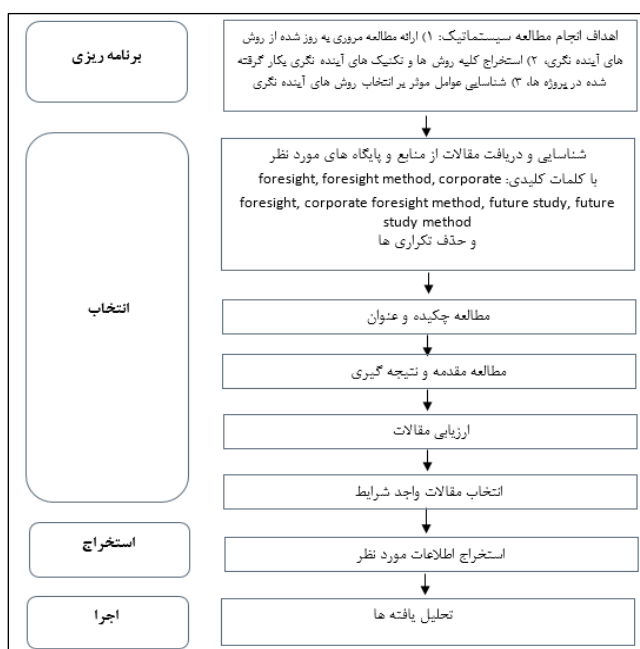 برنامه ریزی
اهداف انجام مطالعه سیستماتیک: ۱) ارائه مطالعه مروری به روز شده از روش
های آینده نگری، ۲) استخراج کلیه روش ها و تکنیک های آینده نگری بکار گرفته
شده در پروژه ها، ۳) شناسایی عوامل موثر بر انتخاب روش های آینده نگری
انتخاب
شناسایی و دریافت مقالات از منابع و پایگاه های مورد نظر
با کلمات کلیدی: foresight, foresight method, corporate
foresight, corporate foresight method, future study, future
study method
و حذف تکراری ها
مطالعه چکیده و عنوان
مطالعه مقدمه و نتیجه گیری
ارزیابی مقالات
انتخاب مقالات واجد شرایط
استخراج
استخراج اطلاعات مورد نظر
اجرا
تحلیل یافته ها